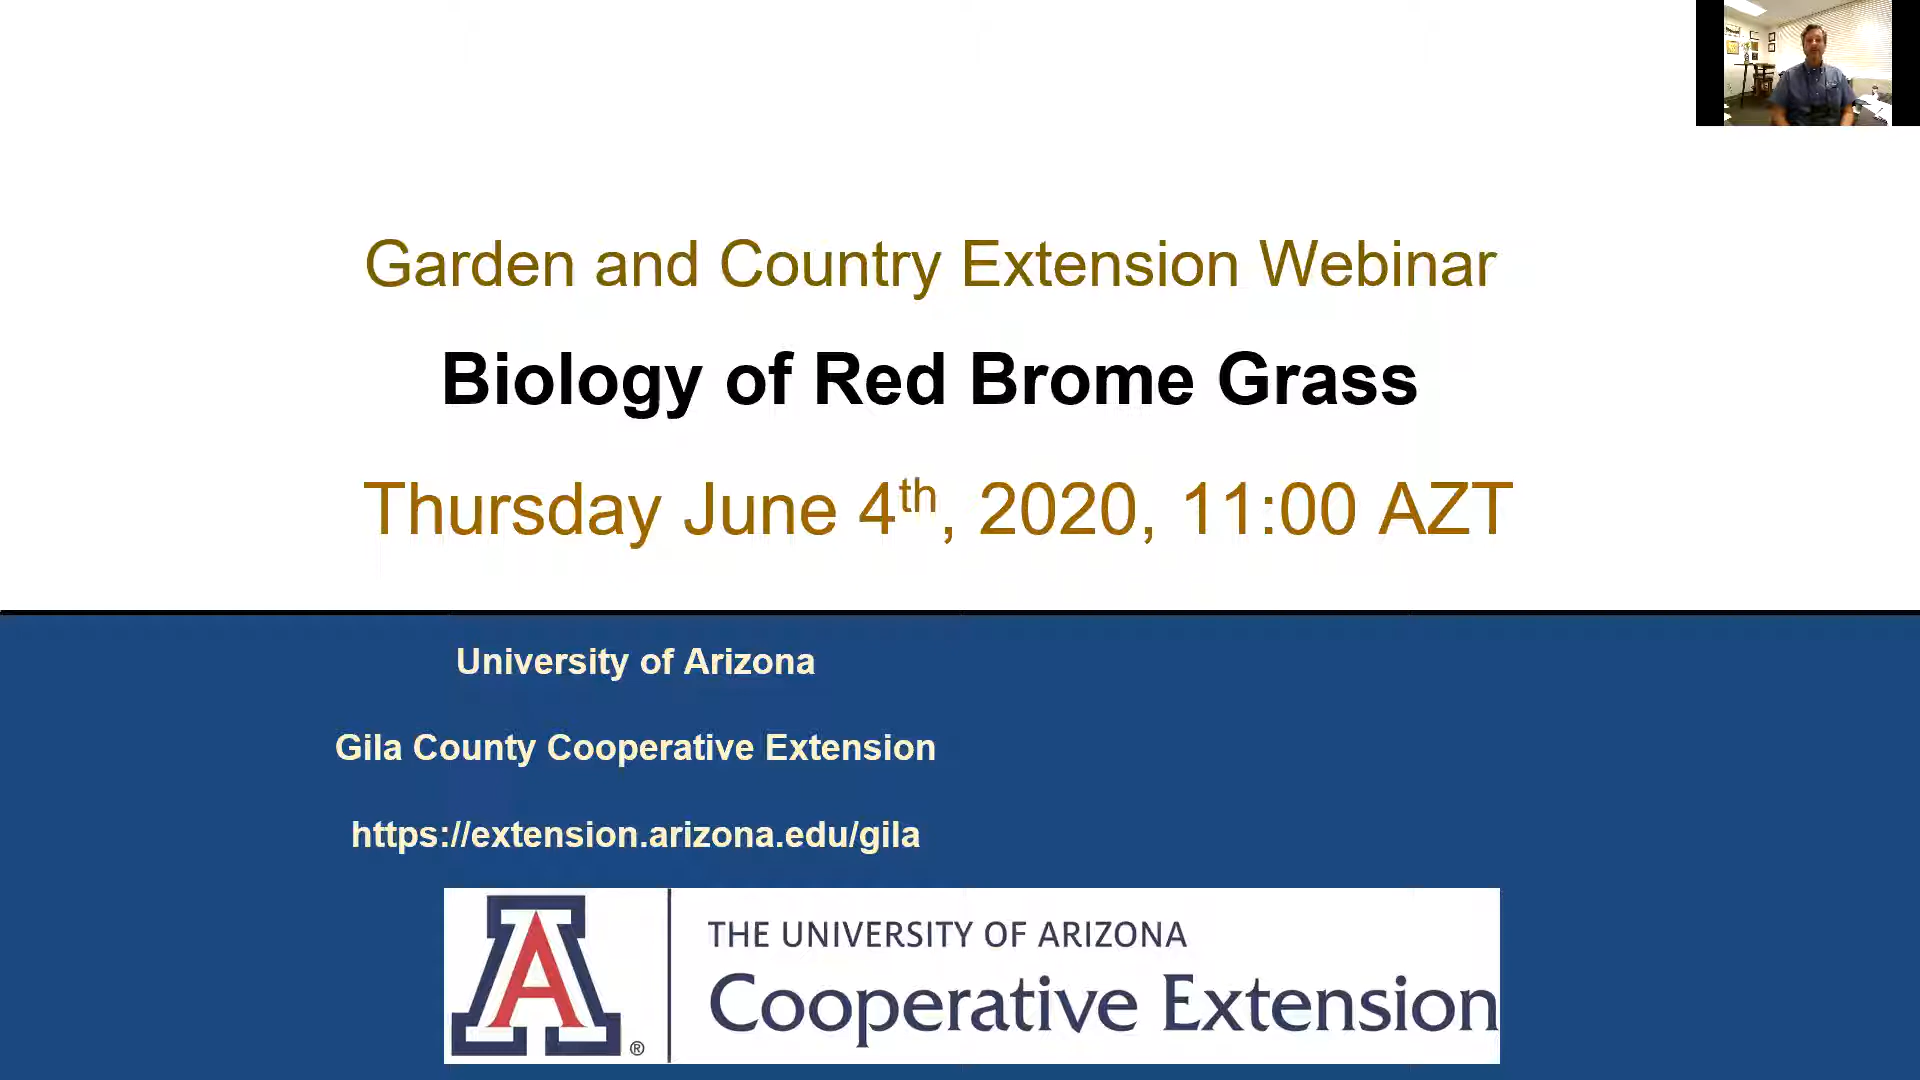 Garden and Country Extension Webinar
Biology of Red Brome Grass
Thursday June 4th, 2020, 11:00 AZT
University of Arizona
Gila County Cooperative Extension
https://extension.arizona.edu/gila
A ®
THE UNIVERSITY OF ARIZONA
Cooperative Extension